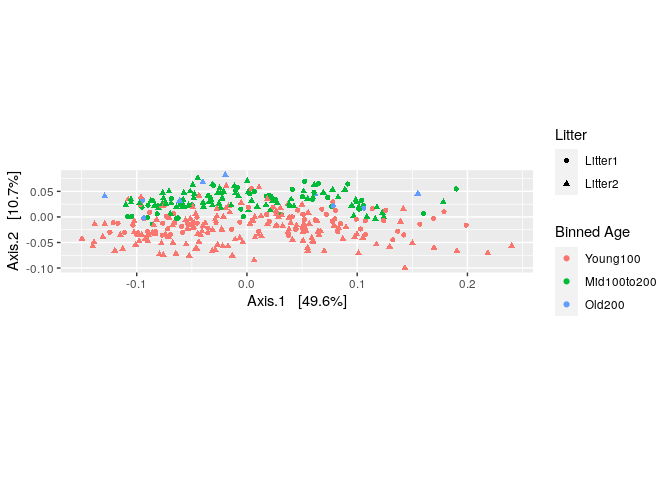 Litter
Litter1
Litter2
Binned Age
Young100
Mid100to200
Old200
0.05
0.00
-0.05
-0.10
Axis.2 [10.7%]
-0.1
0.0
0.1
0.2
Axis.1 [49.6%]